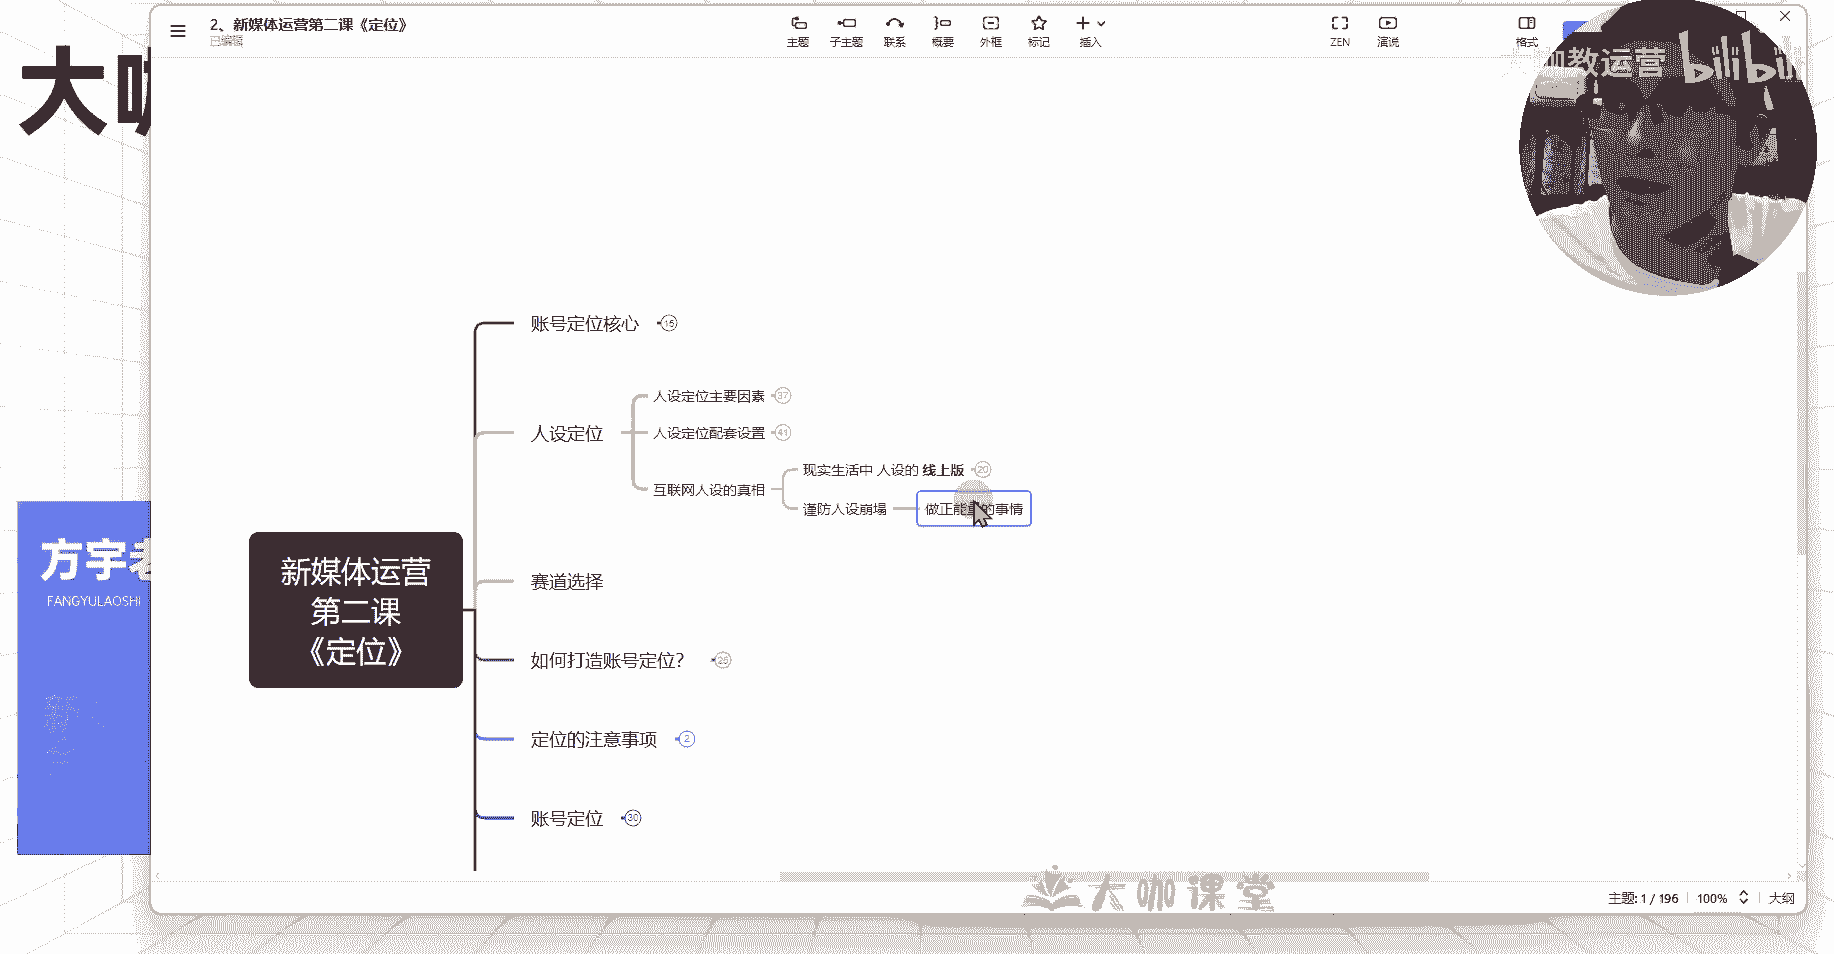 2、新媒体运营第二课《定位》
已编辑
主题
子主题
联系
概要
外框
标记
插入
ZEN
演说
格式
教运营 bilibili
大
方宇
FANGYULAOSHI
新媒体运营
第二课
《定位》
账号定位核心 15
人设定位
人设定位主要因素 37
人设定位配套设置 41
互联网人设的真相
现实生活中 人设的 线上版 20
谨防人设崩塌
做正能量的事情
赛道选择
如何打造账号定位? 26
定位的注意事项 2
账号定位 30
大咖课堂
主题: 1 / 196
100%
大纲